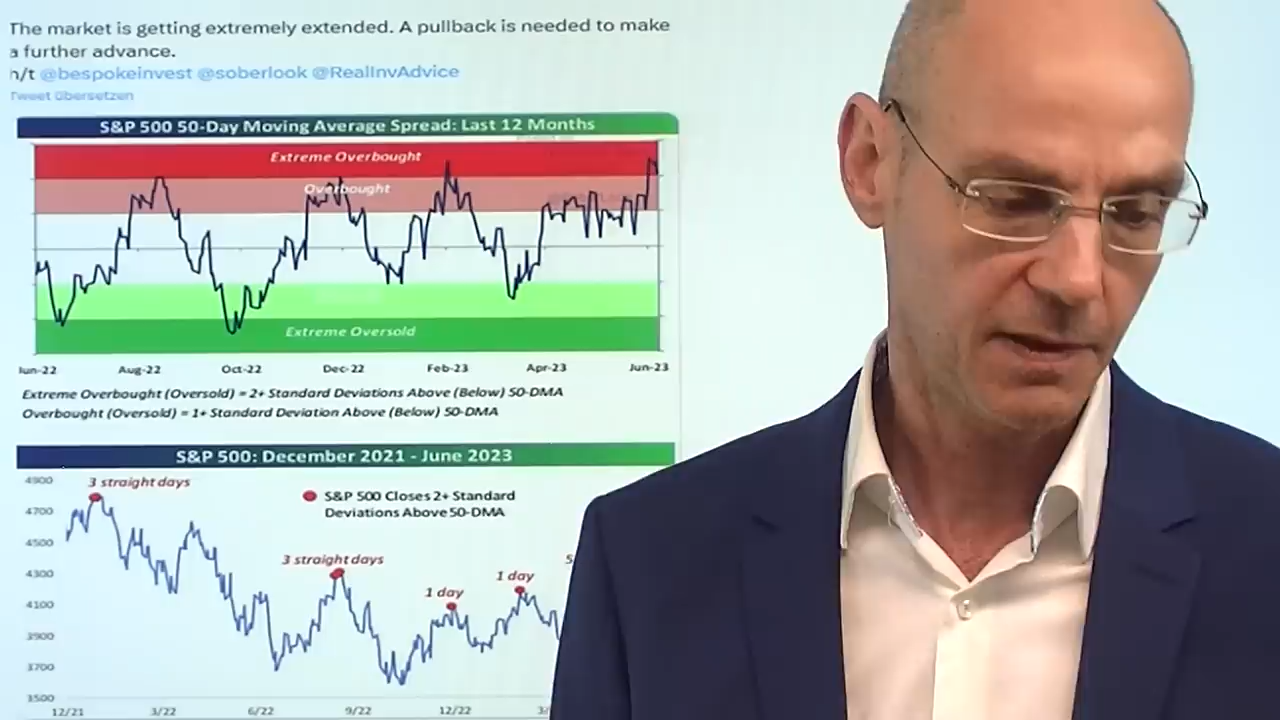 The market is getting extremely extended. A pullback is needed to make
a further advance.
h/t @bespokeinvest @soberlook @RealInvAdvice
Tweet übersetzen
S&P 500 50-Day Moving Average Spread: Last 12 Months
Extreme Overbought
Overbought
Extreme Oversold
Jun-22 Aug-22 Oct-22 Dec-22 Feb-23 Apr-23 Jun-23
Extreme Overbought (Oversold) = 2+ Standard Deviations Above (Below) 50-DMA
Overbought (Oversold) = 1+ Standard Deviation Above (Below) 50-DMA
S&P 500: December 2021 - June 2023
4900
3 straight days
S&P 500 Closes 2+ Standard
Deviations Above 50-DMA
4700
4500
3 straight days
5
4300
1 day
1 day
4100
3900
3700
3500
12/21 3/22 6/22 9/22 12/22 3/